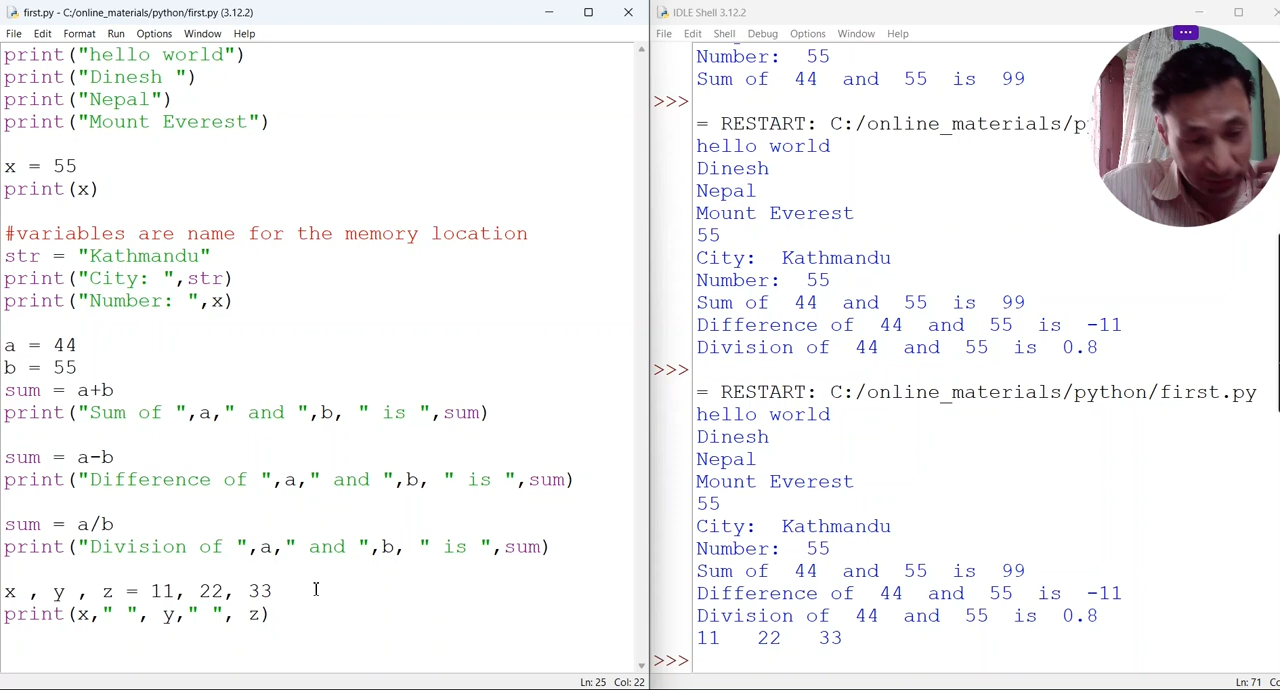 first.py - C:/online_materials/python/first.py (3.12.2)
File Edit Format Run Options Window Help
print("hello world")
print("Dinesh ")
print("Nepal")
print("Mount Everest")
x = 55
print(x)
#variables are name for the memory location
str = "Kathmandu"
print("City: ",str)
print("Number: ",x)
a = 44
b = 55
sum = a+b
print("Sum of ",a," and ",b, " is ",sum)
sum = a-b
print("Difference of ",a," and ",b, " is ",sum)
sum = a/b
print("Division of ",a," and ",b, " is ",sum)
x , y , z = 11, 22, 33
print(x," ", y," ", z)
Ln: 25 Col: 22
IDLE Shell 3.12.2
File Edit Shell Debug Options Window Help
Number:  55
Sum of  44  and  55  is  99
>>>
= RESTART: C:/online_materials/p
hello world
Dinesh
Nepal
Mount Everest
55
City:  Kathmandu
Number:  55
Sum of  44  and  55  is  99
Difference of  44  and  55  is  -11
Division of  44  and  55  is  0.8
>>>
= RESTART: C:/online_materials/python/first.py
hello world
Dinesh
Nepal
Mount Everest
55
City:  Kathmandu
Number:  55
Sum of  44  and  55  is  99
Difference of  44  and  55  is  -11
Division of  44  and  55  is  0.8
11   22   33
>>>
Ln: 71 Co